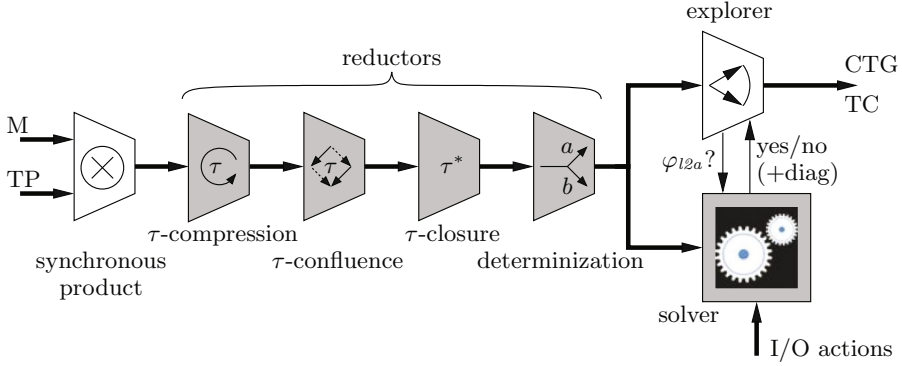 explorer
reductors
CTG
TC
M
TP
τ
τ
τ*
a
b
φl2a?
yes/no
(+diag)
τ-compression
τ-closure
synchronous
product
τ-confluence
determinization
solver
I/O actions